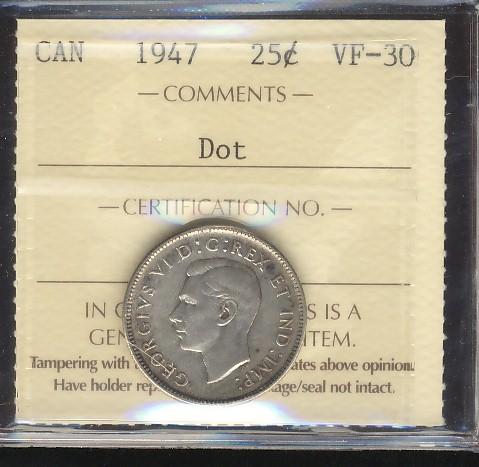 CAN 1947 25¢ VF-30
— COMMENTS —
Dot
— CERTIFICATION NO. —
GEORGIVS VI D:G:REX ET IND:IMP:
IN S IS A
GEN ITEM.
Tampering with ates above opinion.
Have holder rep age/seal not intact.